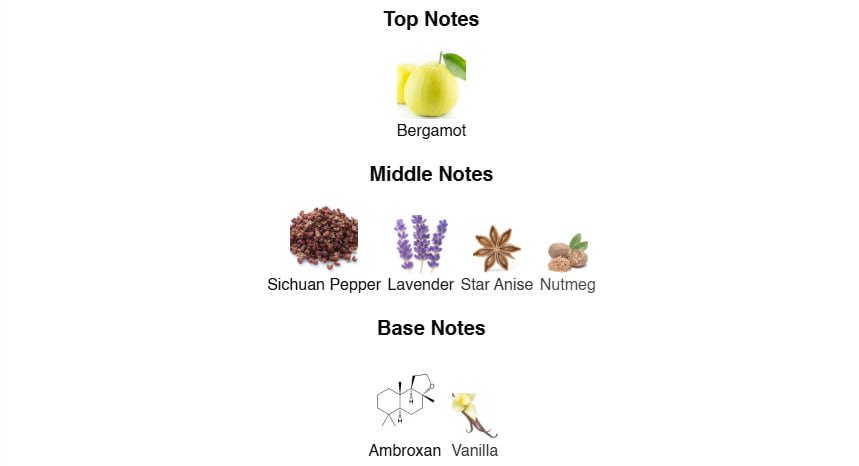 Top Notes
Bergamot
Middle Notes
Sichuan Pepper Lavender Star Anise Nutmeg
Base Notes
O
H
H
Ambroxan Vanilla